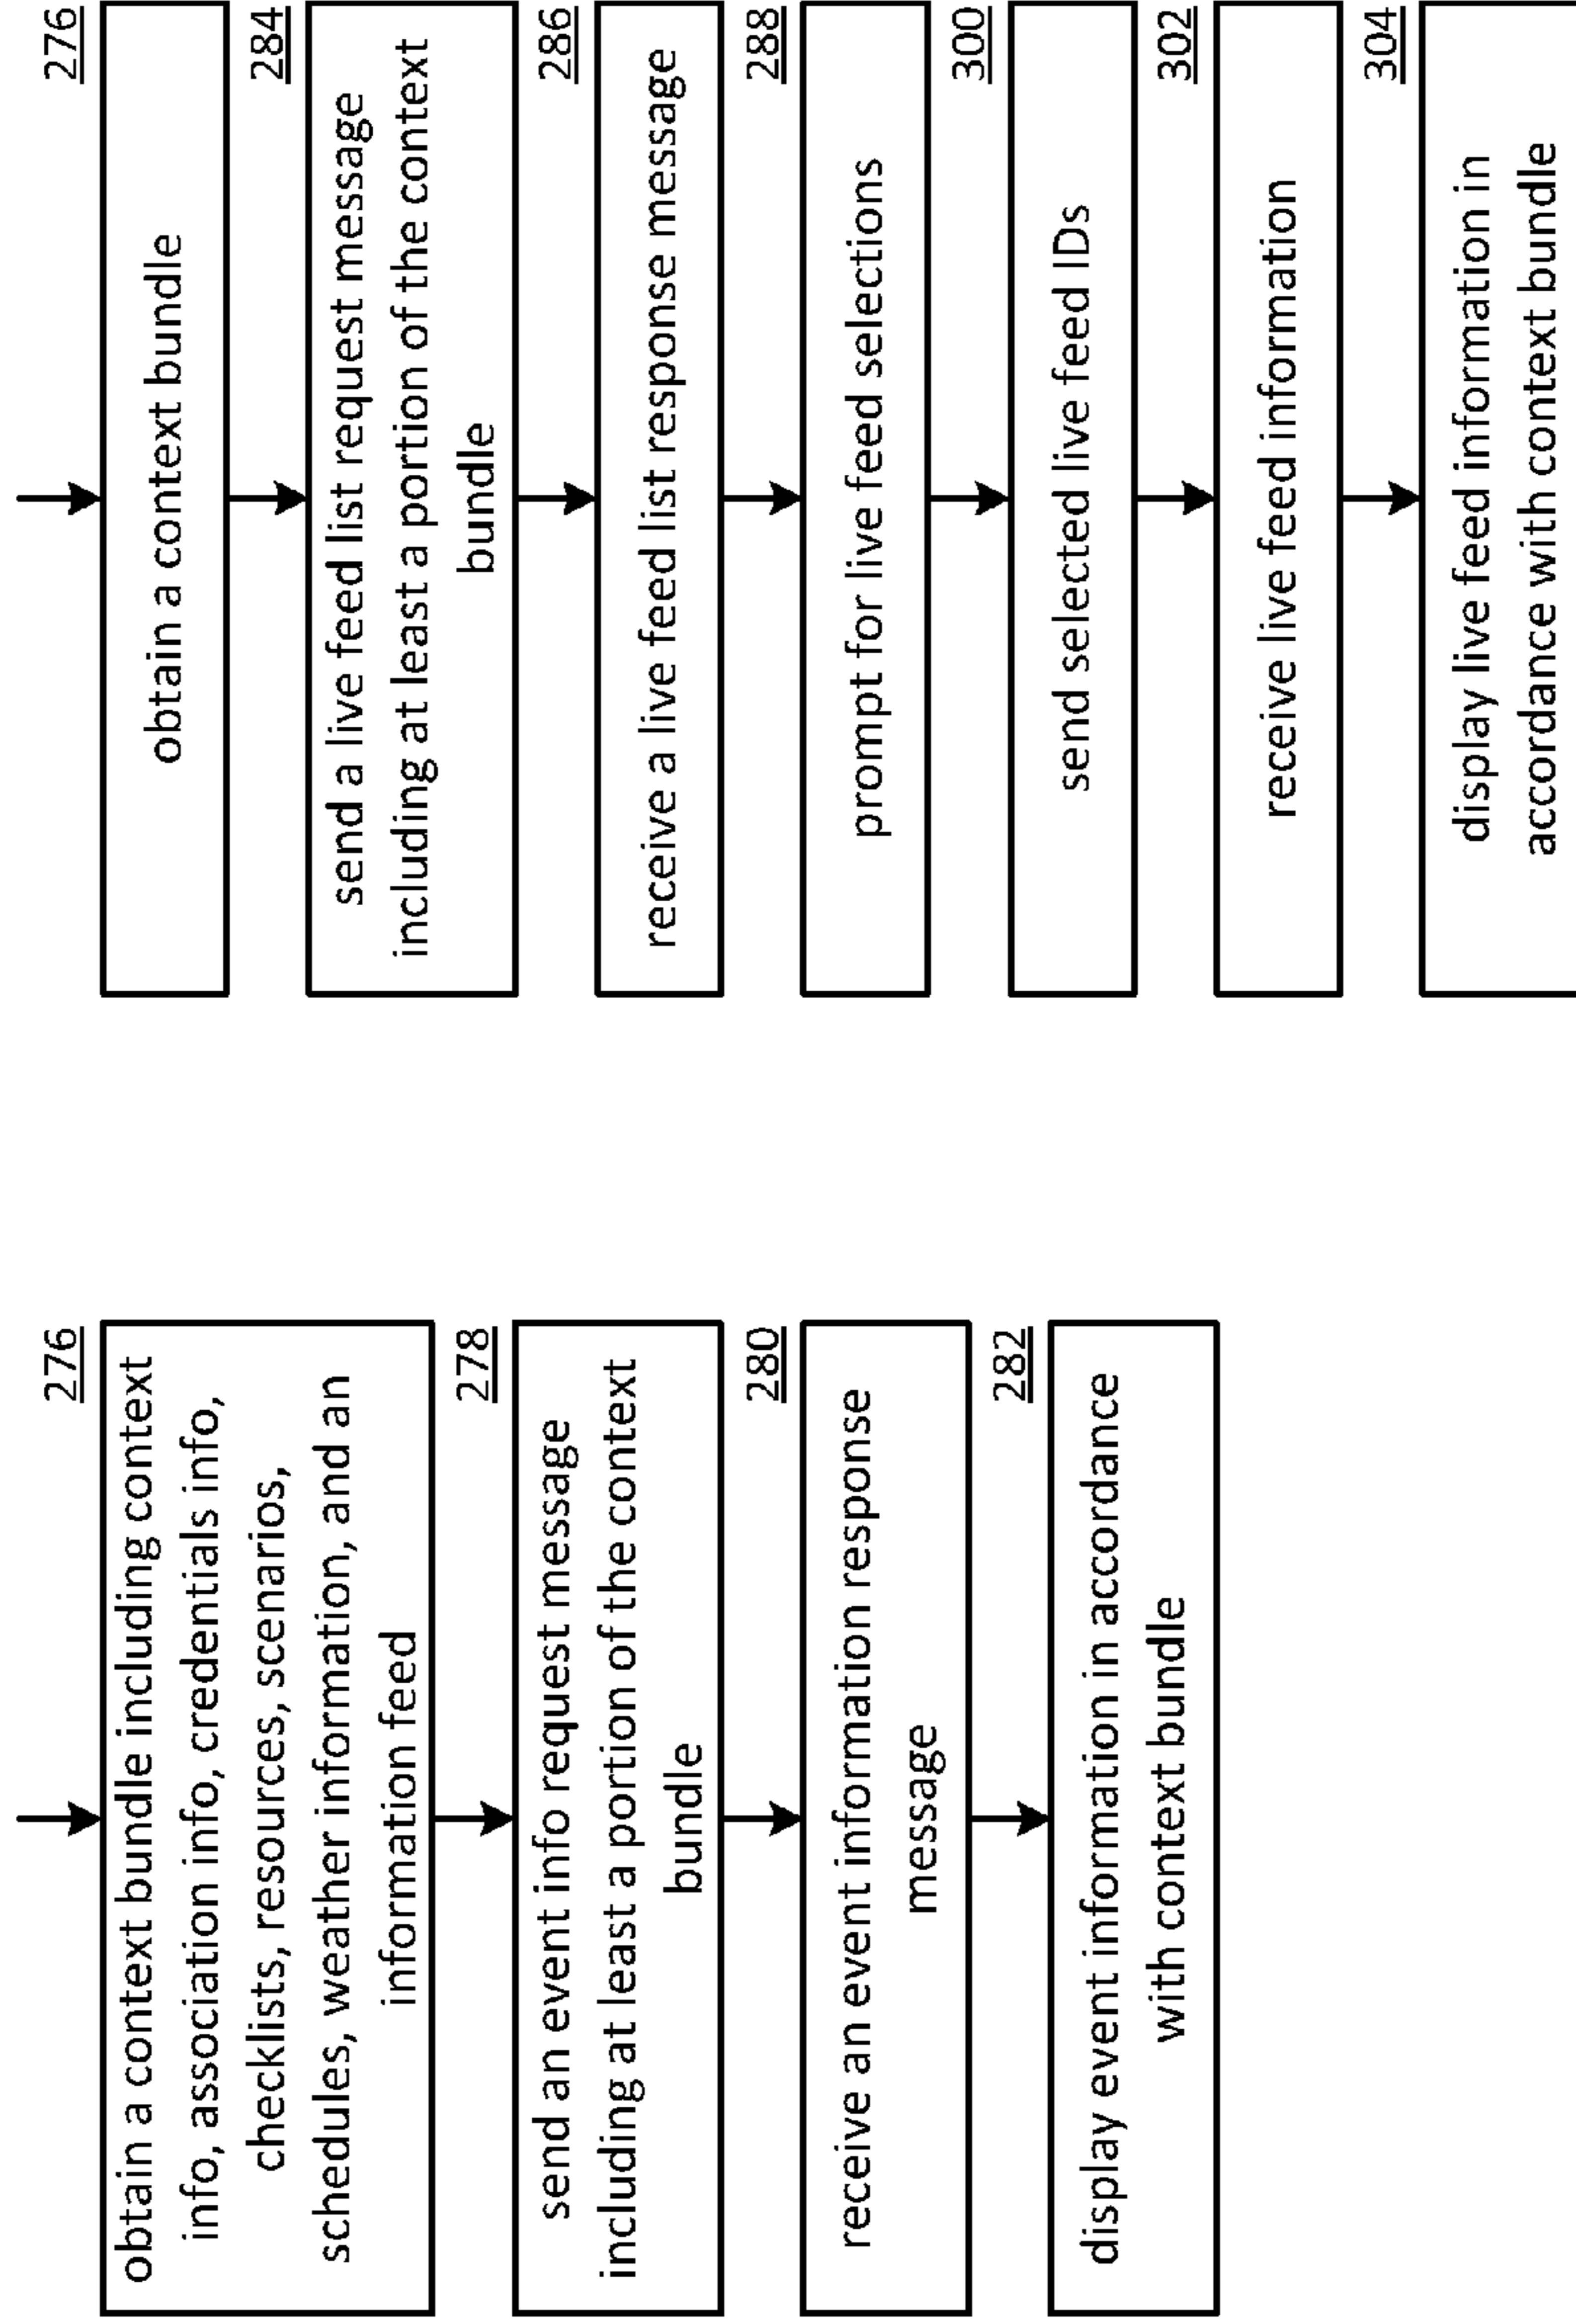 276
obtain a context bundle including context
info, association info, credentials info,
checklists, resources, scenarios,
schedules, weather information, and an
information feed
278
send an event info request message
including at least a portion of the context
bundle
280
receive an event information response
message
282
display event information in accordance
with context bundle
276
obtain a context bundle
284
send a live feed list request message
including at least a portion of the context
bundle
286
receive a live feed list response message
288
prompt for live feed selections
300
send selected live feed IDs
302
receive live feed information
304
display live feed information in
accordance with context bundle